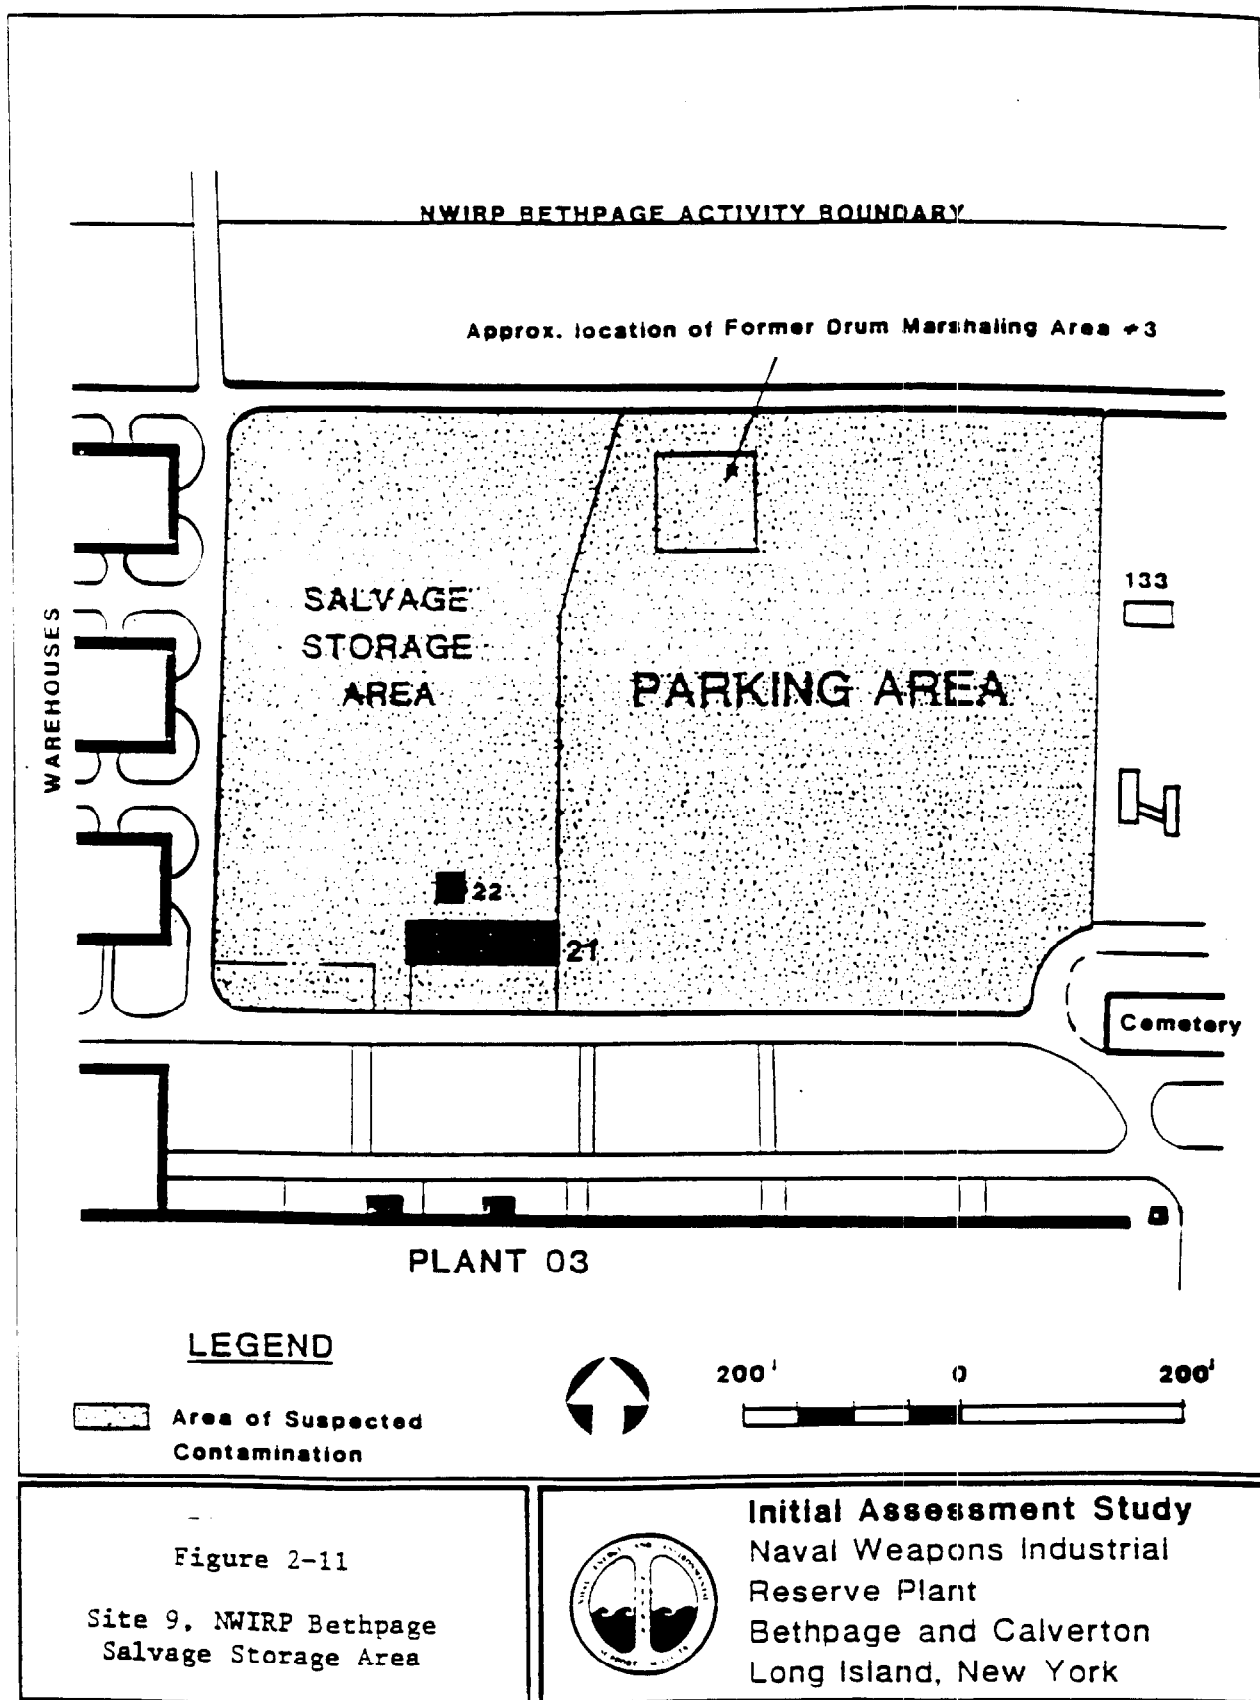 NWIRP BETHPAGE ACTIVITY BOUNDARY
Approx. location of Former Drum Marshaling Area #3
133
SALVAGE
STORAGE
AREA
PARKING AREA
WAREHOUSES
22
21
Cemetery
PLANT 03
LEGEND
Area of Suspected
Contamination
200'
0
200'
Figure 2-11
Site 9, NWIRP Bethpage
Salvage Storage Area
Initial Assessment Study
Naval Weapons Industrial
Reserve Plant
Bethpage and Calverton
Long Island, New York